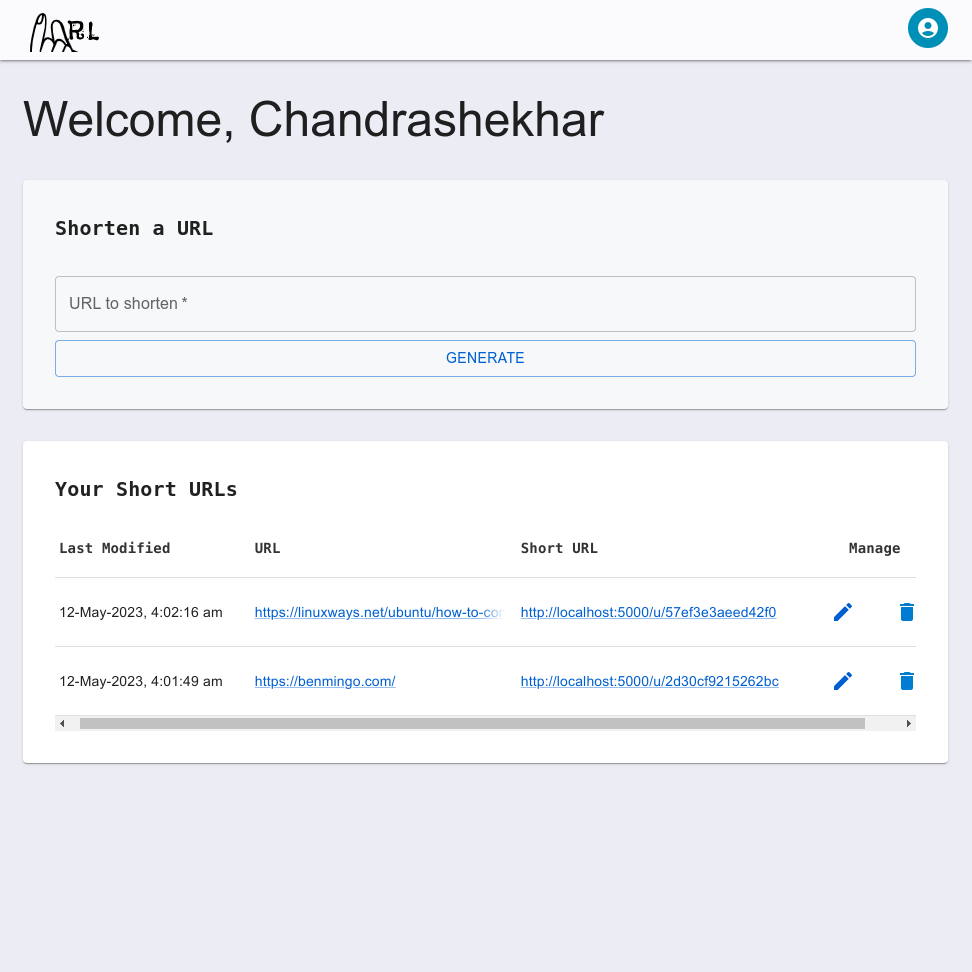 Welcome, Chandrashekhar
Shorten a URL
URL to shorten *
GENERATE
Your Short URLs
Last Modified URL Short URL Manage
12-May-2023, 4:02:16 am https://linuxways.net/ubuntu/how-to-co http://localhost:5000/u/57ef3e3aeed42f0
12-May-2023, 4:01:49 am https://benmingo.com/ http://localhost:5000/u/2d30cf9215262bc